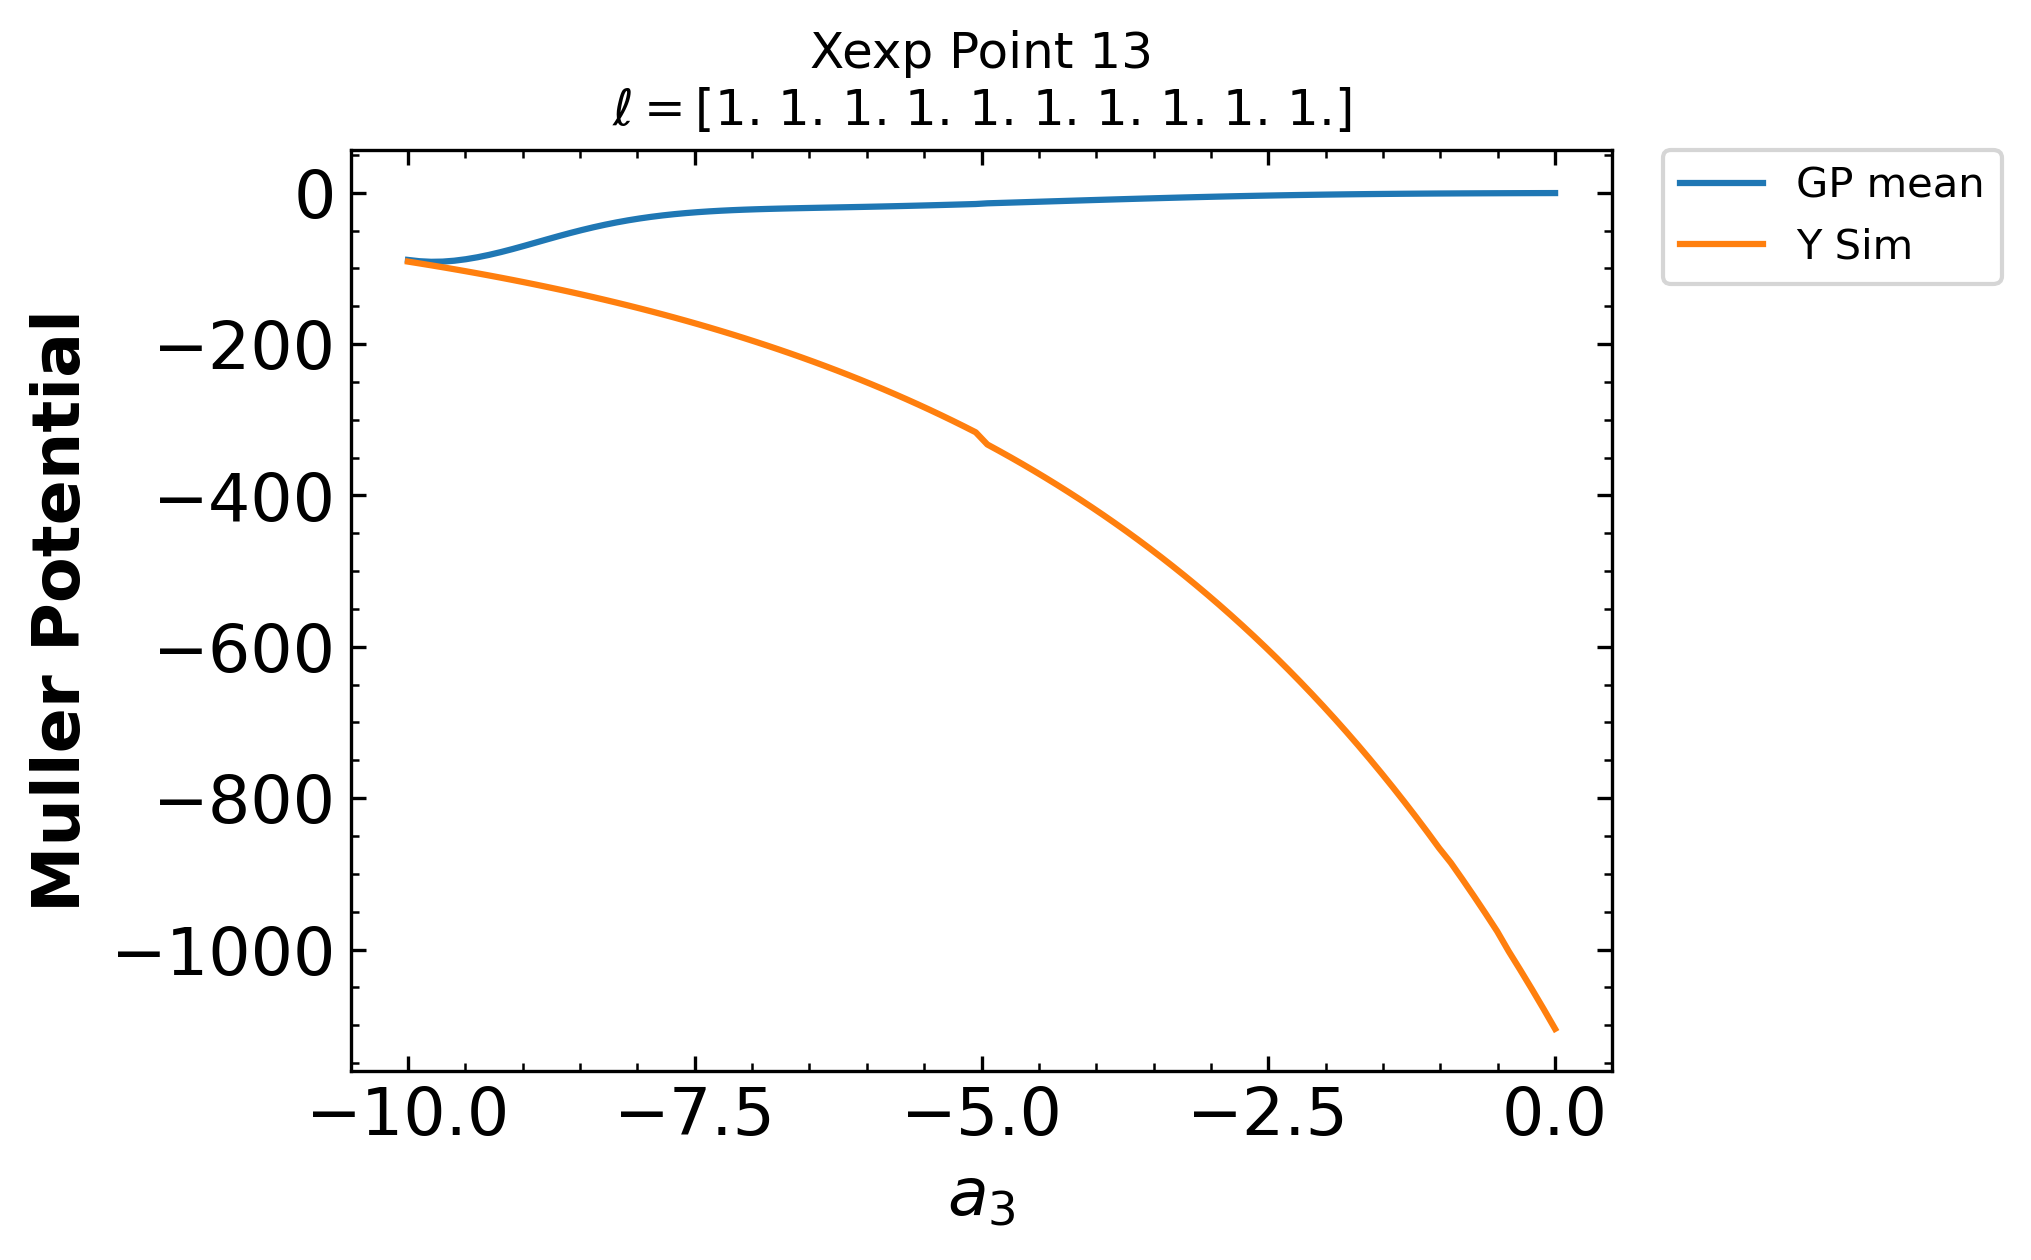 Xexp Point 13
ℓ = [1. 1. 1. 1. 1. 1. 1. 1. 1. 1.]
GP mean
Y Sim
Muller Potential
0
−200
−400
−600
−800
−1000
−10.0 −7.5 −5.0 −2.5 0.0
a₃